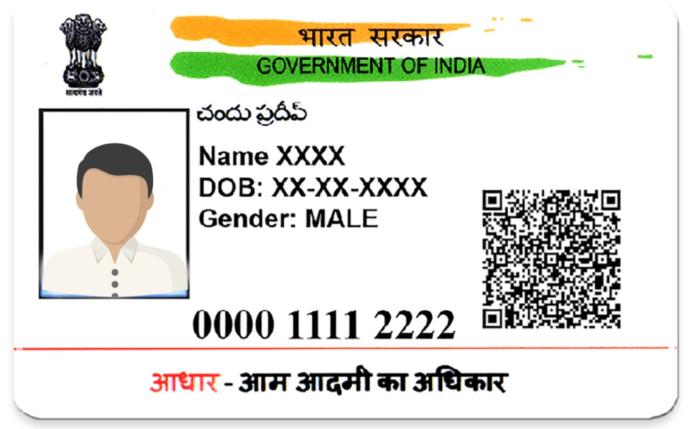 सत्यमेव जयते
भारत सरकार
GOVERNMENT OF INDIA
చందు ప్రదీప్
Name XXXX
DOB: XX-XX-XXXX
Gender: MALE
0000 1111 2222
आधार - आम आदमी का अधिकार